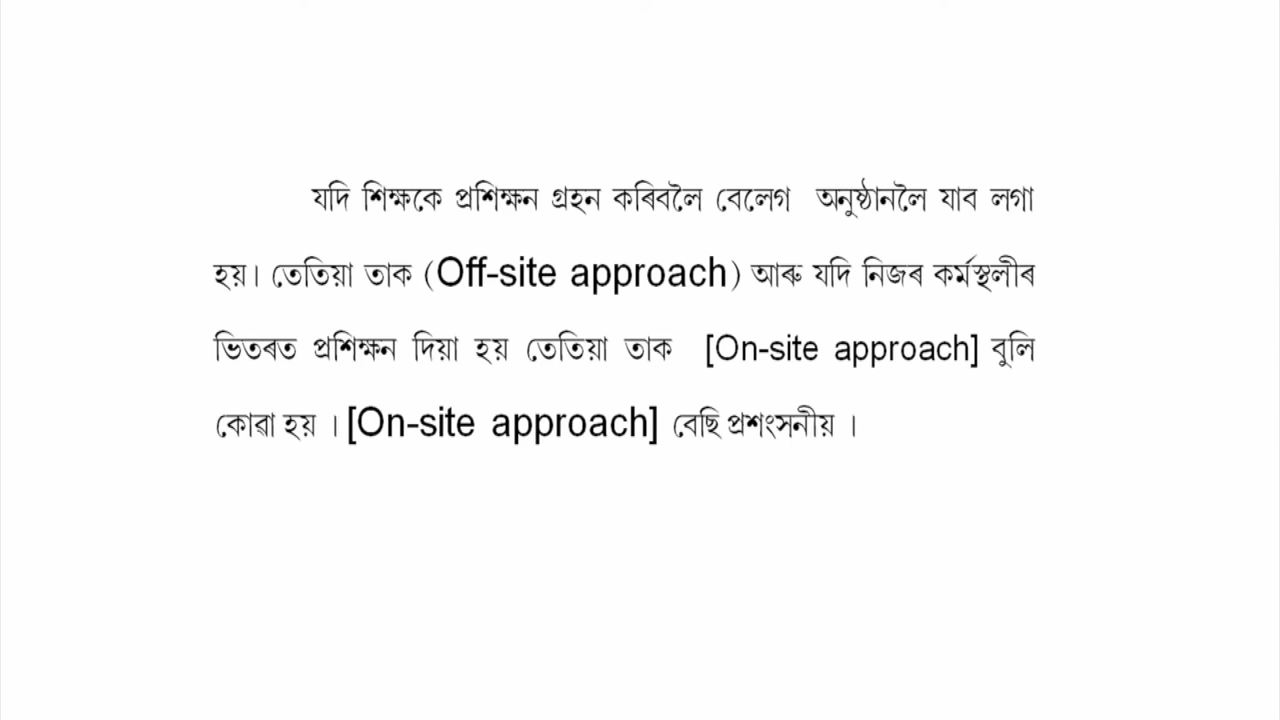 যদি শিক্ষকে প্ৰশিক্ষন গ্ৰহন কৰিবলৈ বেলেগ অনুষ্ঠানলৈ যাব লগা
হয়। তেতিয়া তাক (Off-site approach) আৰু যদি নিজৰ কৰ্মস্থলীৰ
ভিতৰত প্ৰশিক্ষন দিয়া হয় তেতিয়া তাক [On-site approach] বুলি
কোৱা হয় । [On-site approach] বেছি প্ৰশংসনীয় ।